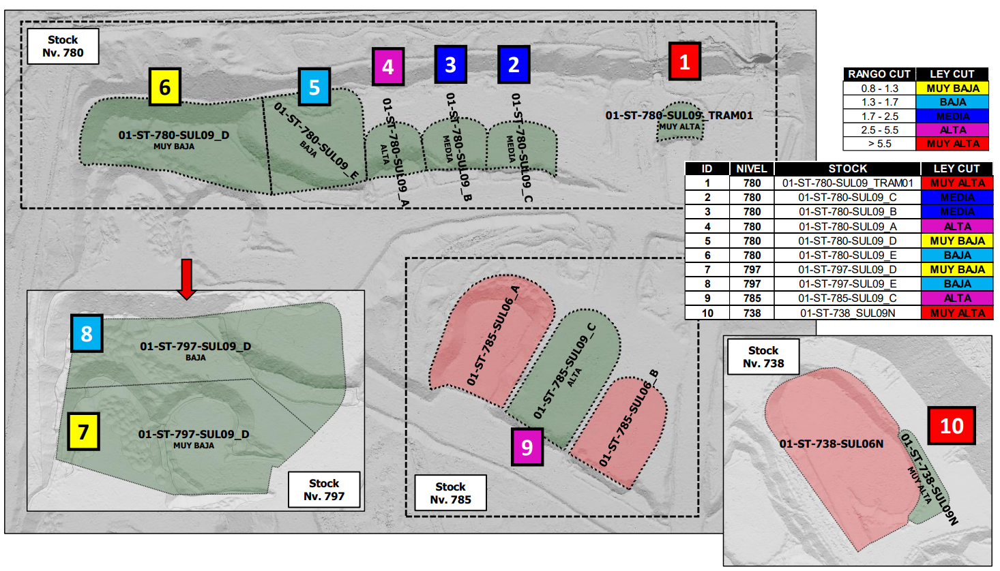 Stock
Nv. 780
6
5
4
3
2
1
01-ST-780-SUL09_D
MUY BAJA
01-ST-780-SUL09_E
BAJA
01-ST-780-SUL09_A
ALTA
01-ST-780-SUL09_B
MEDIA
01-ST-780-SUL09_C
MEDIA
01-ST-780-SUL09_TRAM01
MUY ALTA
RANGO CUT LEY CUT
0.8 - 1.3 MUY BAJA
1.3 - 1.7 BAJA
1.7 - 2.5 MEDIA
2.5 - 5.5 ALTA
> 5.5 MUY ALTA
ID NIVEL STOCK LEY CUT
1 780 01-ST-780-SUL09_TRAM01 MUY ALTA
2 780 01-ST-780-SUL09_C MEDIA
3 780 01-ST-780-SUL09_B MEDIA
4 780 01-ST-780-SUL09_A ALTA
5 780 01-ST-780-SUL09_D MUY BAJA
6 780 01-ST-780-SUL09_E BAJA
7 797 01-ST-797-SUL09_D MUY BAJA
8 797 01-ST-797-SUL09_E BAJA
9 785 01-ST-785-SUL09_C ALTA
10 738 01-ST-738_SUL09N MUY ALTA
8
01-ST-797-SUL09_D
BAJA
7
01-ST-797-SUL09_D
MUY BAJA
Stock
Nv. 797
01-ST-785-SUL06_A
01-ST-785-SUL09_C
ALTA
01-ST-785-SUL06_B
9
Stock
Nv. 785
Stock
Nv. 738
10
01-ST-738-SUL06N
01-ST-738-SUL09N
MUY ALTA